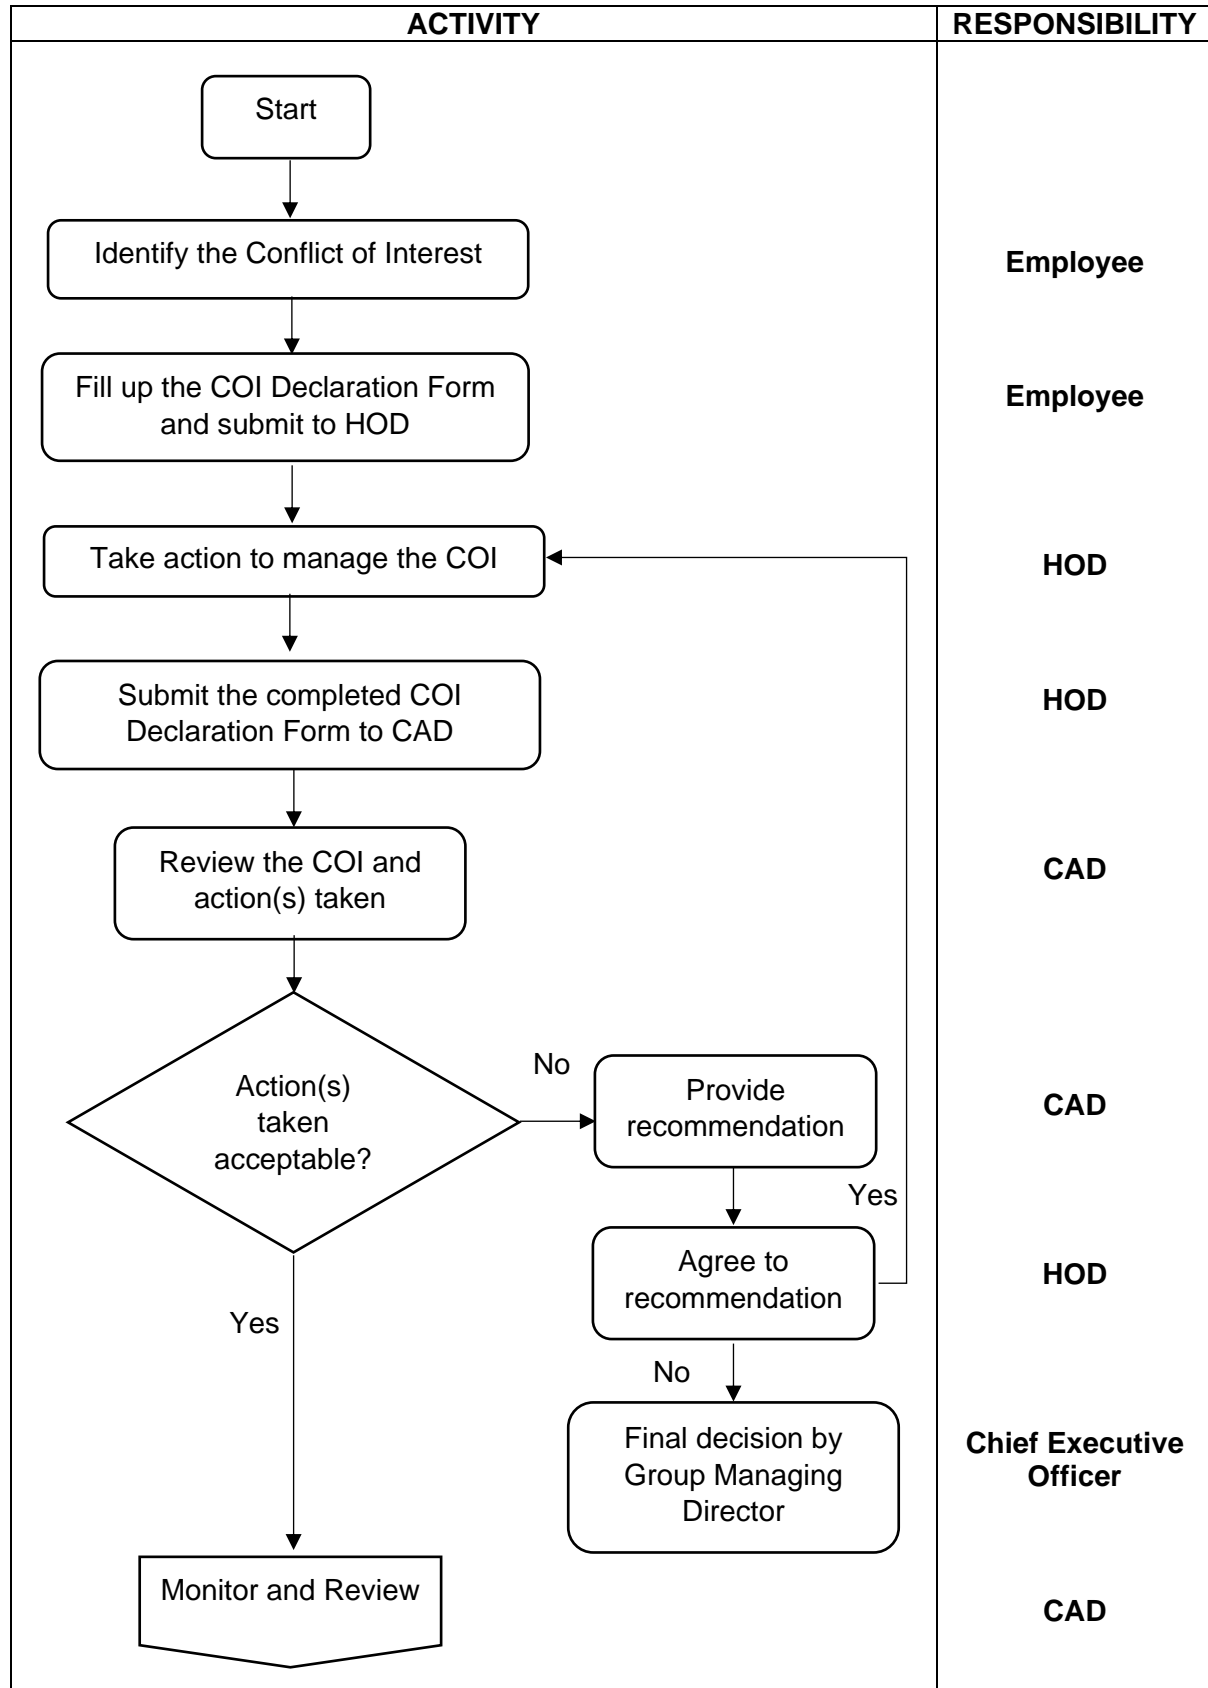 ACTIVITY
RESPONSIBILITY
Start
Identify the Conflict of Interest
Employee
Fill up the COI Declaration Form
and submit to HOD
Employee
Take action to manage the COI
HOD
Submit the completed COI
Declaration Form to CAD
HOD
Review the COI and
action(s) taken
CAD
Action(s)
taken
acceptable?
No
Provide
recommendation
CAD
Yes
Agree to
recommendation
HOD
Yes
No
Final decision by
Group Managing
Director
Chief Executive
Officer
Monitor and Review
CAD